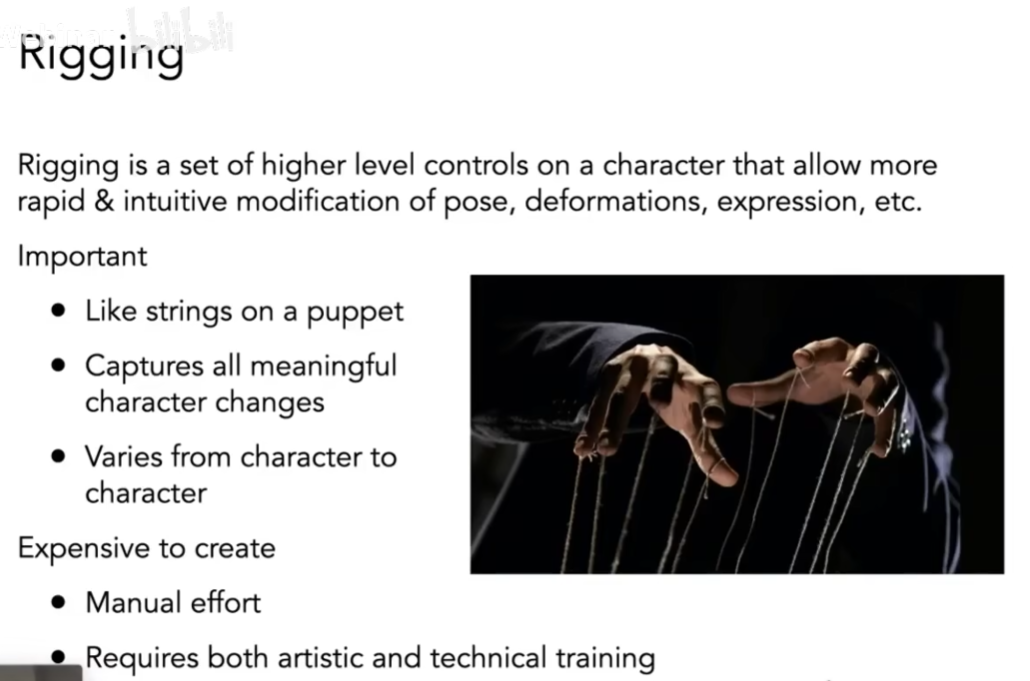 bilibili
Rigging
Rigging is a set of higher level controls on a character that allow more
rapid & intuitive modification of pose, deformations, expression, etc.
Important
• Like strings on a puppet
• Captures all meaningful
character changes
• Varies from character to
character
Expensive to create
• Manual effort
• Requires both artistic and technical training